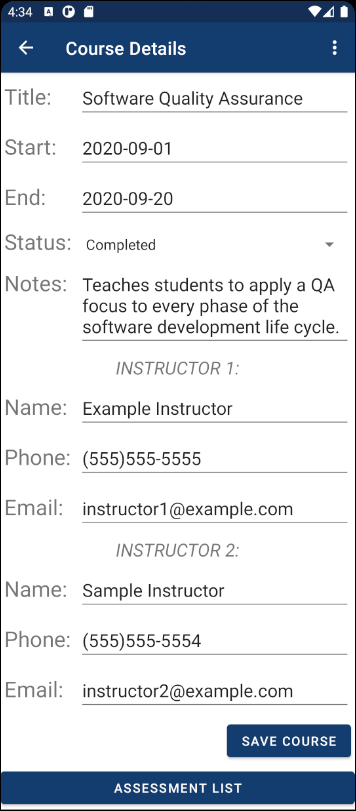 4:34
Course Details
Title: Software Quality Assurance
Start: 2020-09-01
End: 2020-09-20
Status: Completed
Notes: Teaches students to apply a QA
focus to every phase of the
software development life cycle.
INSTRUCTOR 1:
Name: Example Instructor
Phone: (555)555-5555
Email: instructor1@example.com
INSTRUCTOR 2:
Name: Sample Instructor
Phone: (555)555-5554
Email: instructor2@example.com
SAVE COURSE
ASSESSMENT LIST